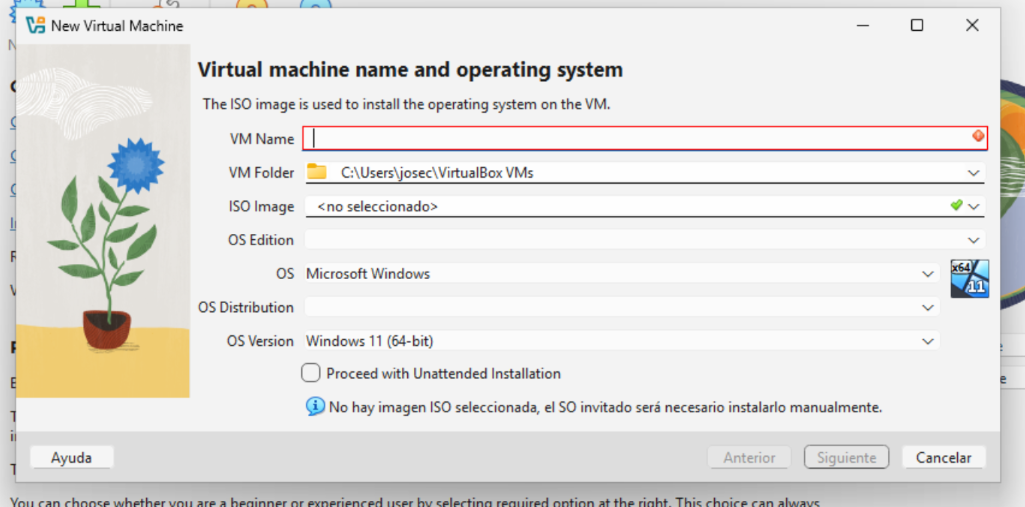 New Virtual Machine
Virtual machine name and operating system
The ISO image is used to install the operating system on the VM.
VM Name
VM Folder C:\Users\josec\VirtualBox VMs
ISO Image <no seleccionado>
OS Edition
OS Microsoft Windows
x64
11
OS Distribution
OS Version Windows 11 (64-bit)
Proceed with Unattended Installation
No hay imagen ISO seleccionada, el SO invitado será necesario instalarlo manualmente.
Ayuda Anterior Siguiente Cancelar
You can choose whether you are a beginner or experienced user by selecting required option at the right. This choice can always